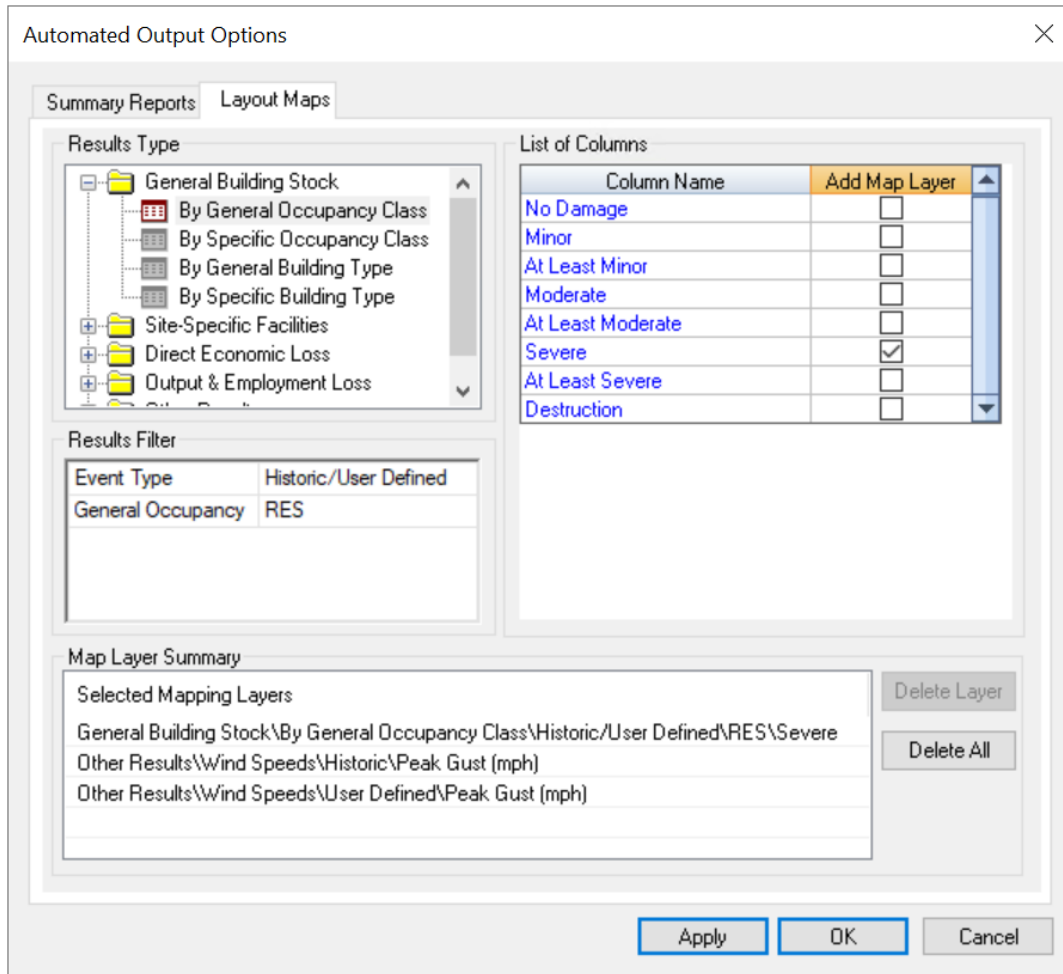 Automated Output Options
Summary Reports
Layout Maps
Results Type
General Building Stock
By General Occupancy Class
By Specific Occupancy Class
By General Building Type
By Specific Building Type
Site-Specific Facilities
Direct Economic Loss
Output & Employment Loss
List of Columns
Column Name Add Map Layer
No Damage
Minor
At Least Minor
Moderate
At Least Moderate
Severe
At Least Severe
Destruction
Results Filter
Event Type Historic/User Defined
General Occupancy RES
Map Layer Summary
Selected Mapping Layers
General Building Stock\By General Occupancy Class\Historic/User Defined\RES\Severe
Other Results\Wind Speeds\Historic\Peak Gust (mph)
Other Results\Wind Speeds\User Defined\Peak Gust (mph)
Delete Layer
Delete All
Apply
OK
Cancel